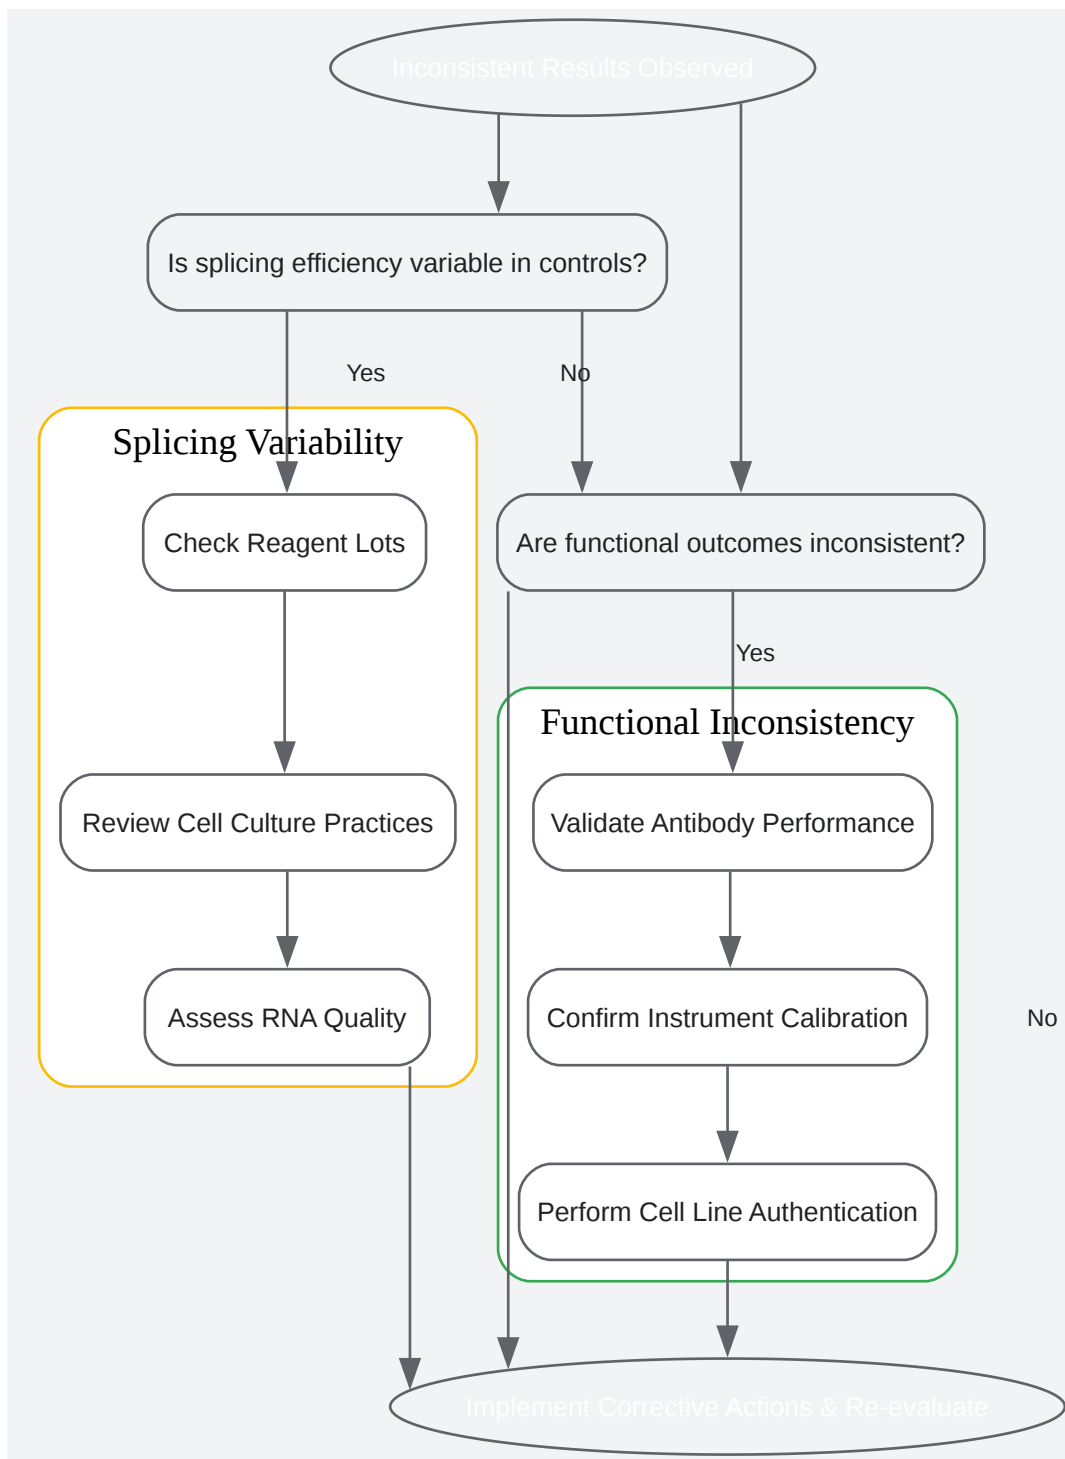 Inconsistent Results Observed
Is splicing efficiency variable in controls?
Yes
No
Splicing Variability
Check Reagent Lots
Are functional outcomes inconsistent?
Yes
Functional Inconsistency
Review Cell Culture Practices
Validate Antibody Performance
Assess RNA Quality
Confirm Instrument Calibration
No
Perform Cell Line Authentication
Implement Corrective Actions & Re-evaluate